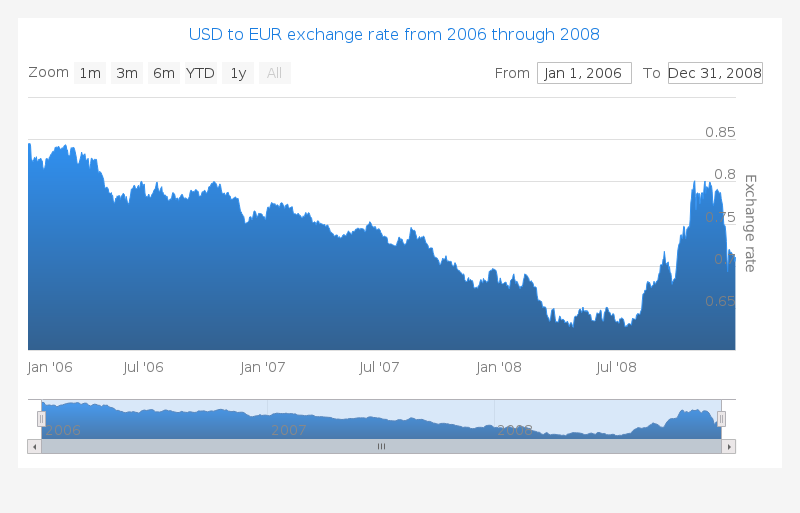 USD to EUR exchange rate from 2006 through 2008
Zoom 1m 3m 6m YTD 1y All From Jan 1, 2006 To Dec 31, 2008
0.85
0.8
0.75
0.7
0.65
Exchange rate
Jan '06 Jul '06 Jan '07 Jul '07 Jan '08 Jul '08
2006 2007 2008